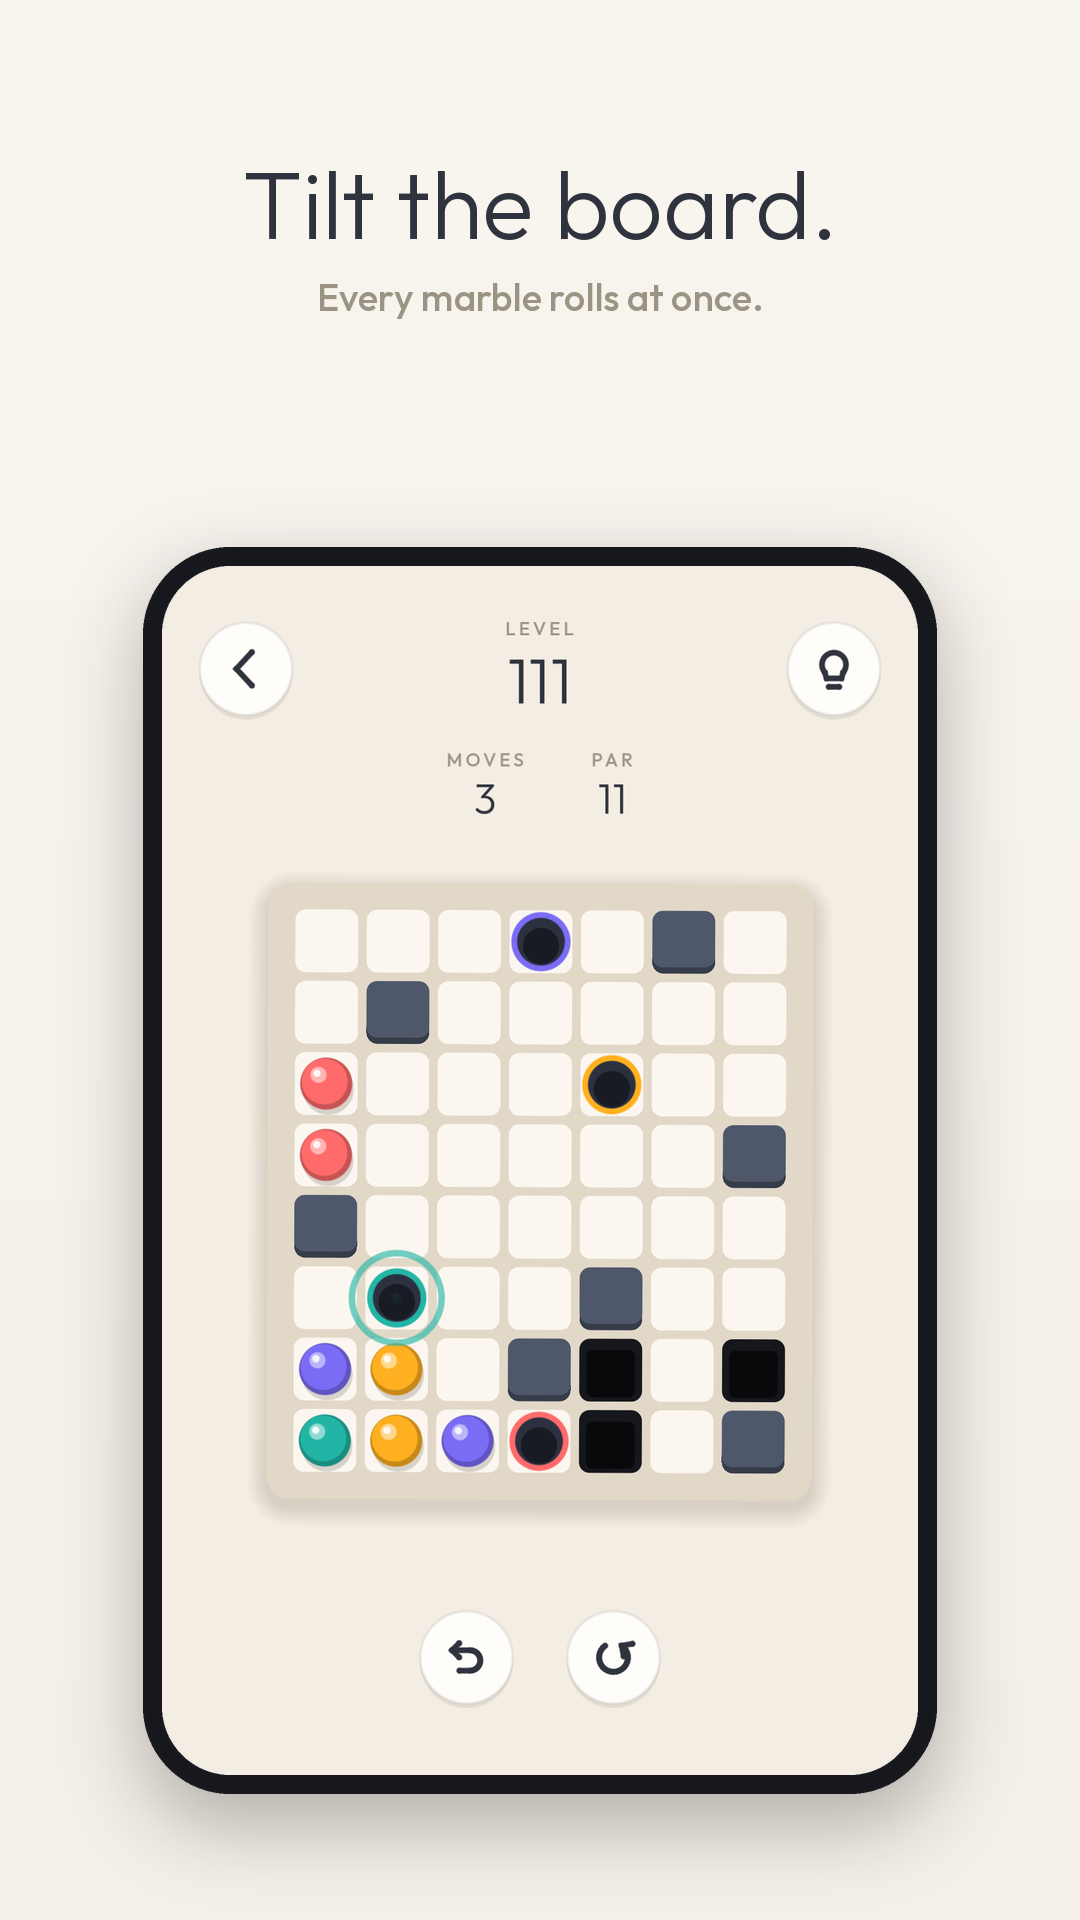 Tilt the board.
Every marble rolls at once.
LEVEL
111
MOVES PAR
3 11